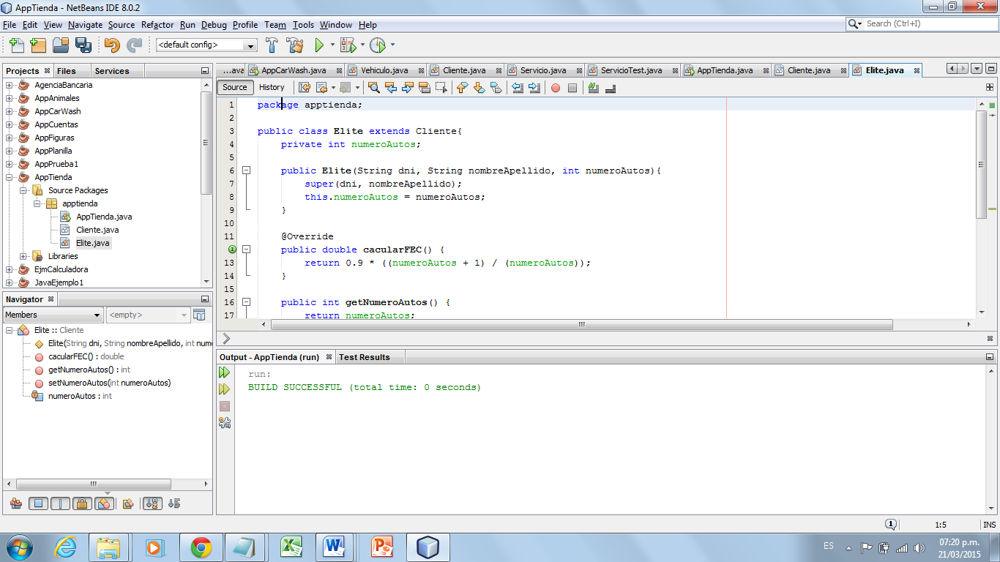 AppTienda - NetBeans IDE 8.0.2
File Edit View Navigate Source Refactor Run Debug Profile Team Tools Window Help
Search (Ctrl+I)
<default config>
Projects Files Services
AgenciaBancaria
AppAnimales
AppCarWash
AppCuentas
AppFiguras
AppPlanilla
AppPrueba1
AppTienda
Source Packages
apptienda
AppTienda.java
Cliente.java
Elite.java
Libraries
EjmCalculadora
JavaEjemplo1
Navigator
Members <empty>
Elite :: Cliente
Elite(String dni, String nombreApellido, int nume
cacularFEC() : double
getNumeroAutos() : int
setNumeroAutos(int numeroAutos)
numeroAutos : int
...ava AppCarWash.java Vehiculo.java Cliente.java Servicio.java ServicioTest.java AppTienda.java Cliente.java Elite.java
Source History
1 package apptienda;
2
3 public class Elite extends Cliente{
4 private int numeroAutos;
5
6 public Elite(String dni, String nombreApellido, int numeroAutos){
7 super(dni, nombreApellido);
8 this.numeroAutos = numeroAutos;
9 }
10
11 @Override
public double cacularFEC() {
13 return 0.9 * ((numeroAutos + 1) / (numeroAutos));
14 }
15
16 public int getNumeroAutos() {
17 return numeroAutos;
Output - AppTienda (run) Test Results
run:
BUILD SUCCESSFUL (total time: 0 seconds)
1 1:5 INS
ES 07:20 p.m.
21/03/2015